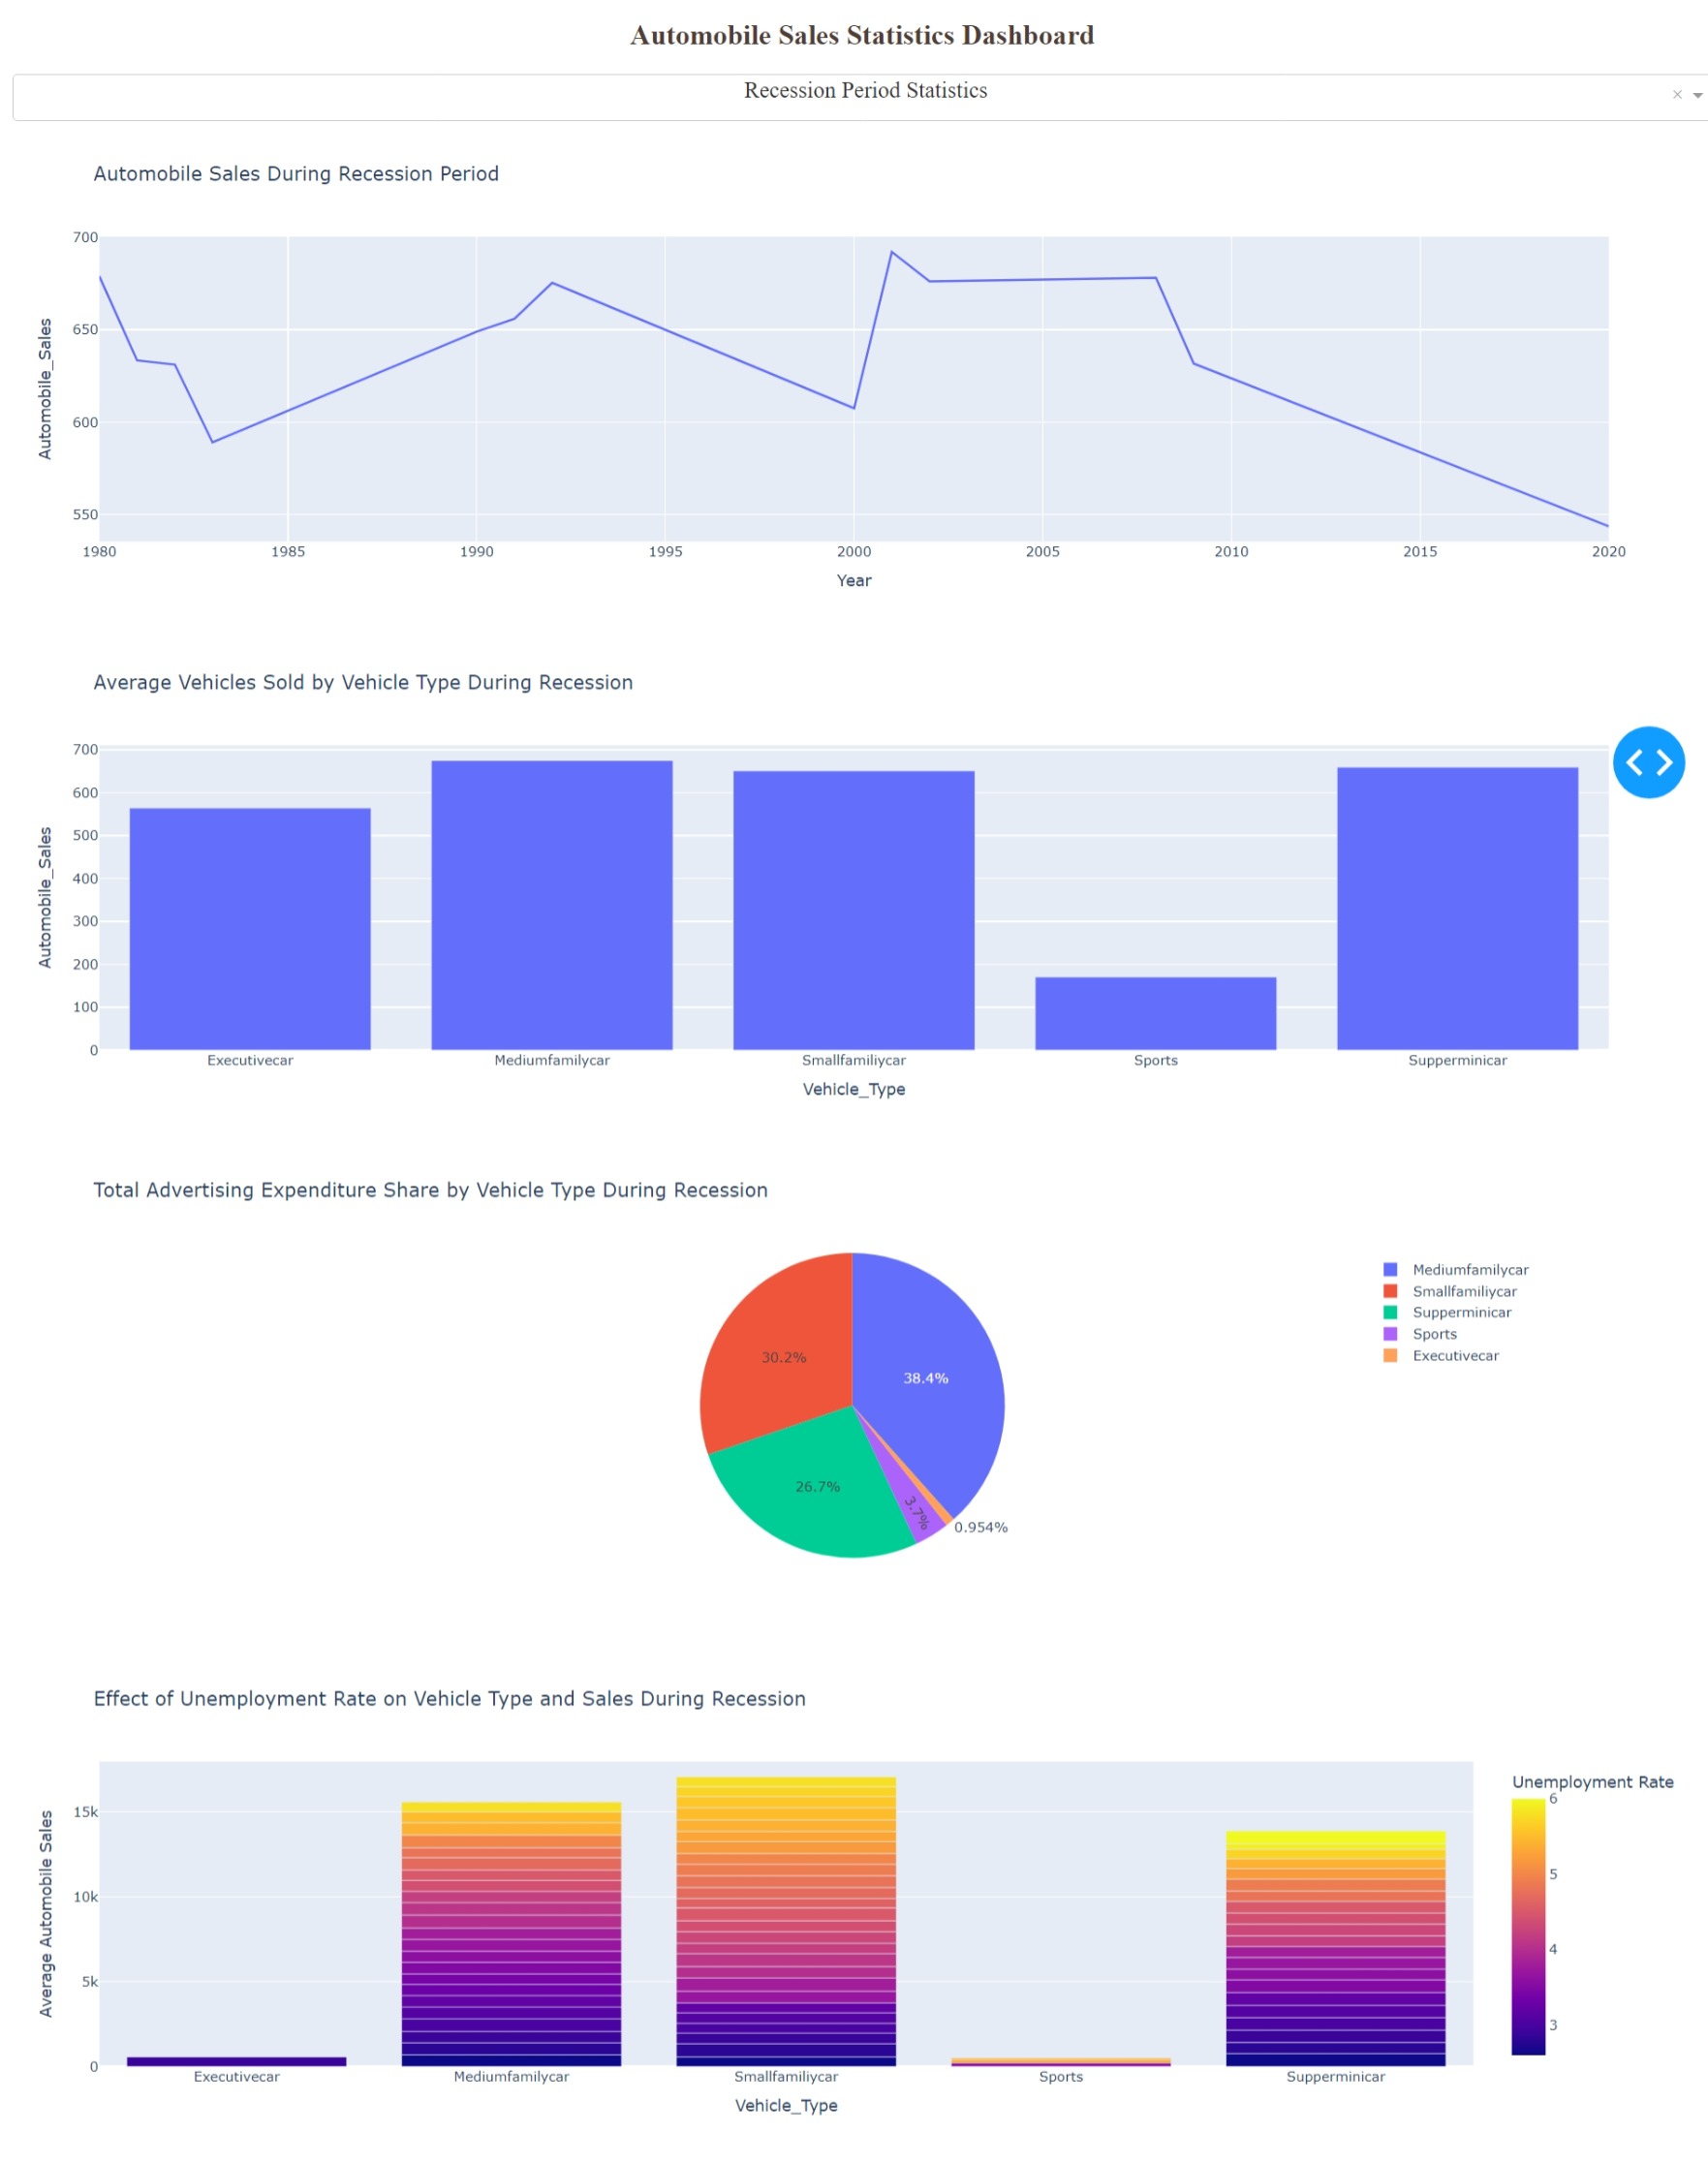 Automobile Sales Statistics Dashboard
Recession Period Statistics
×
Automobile Sales During Recession Period
Automobile_Sales
700
650
600
550
1980 1985 1990 1995 2000 2005 2010 2015 2020
Year
Average Vehicles Sold by Vehicle Type During Recession
Automobile_Sales
700
600
500
400
300
200
100
0
Executivecar Mediumfamilycar Smallfamiliycar Sports Supperminicar
Vehicle_Type
Total Advertising Expenditure Share by Vehicle Type During Recession
30.2%
38.4%
26.7%
3.7%
0.954%
Mediumfamilycar
Smallfamiliycar
Supperminicar
Sports
Executivecar
Effect of Unemployment Rate on Vehicle Type and Sales During Recession
Average Automobile Sales
15k
10k
5k
0
Executivecar Mediumfamilycar Smallfamiliycar Sports Supperminicar
Vehicle_Type
Unemployment Rate
6
5
4
3